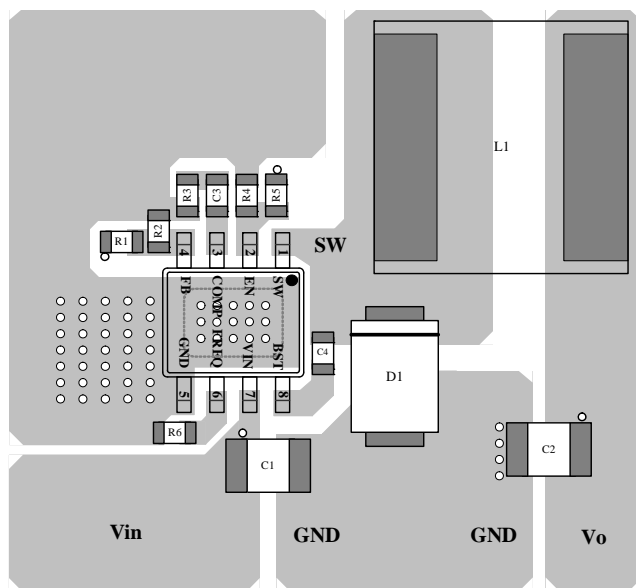 L1
R3
C3
R4
R5
R1
R2
SW
4
3
2
1
FB
COMP
EN
SW
GND
FREQ
VIN
BST
C4
D1
5
6
7
8
R6
C1
C2
Vin
GND
GND
Vo